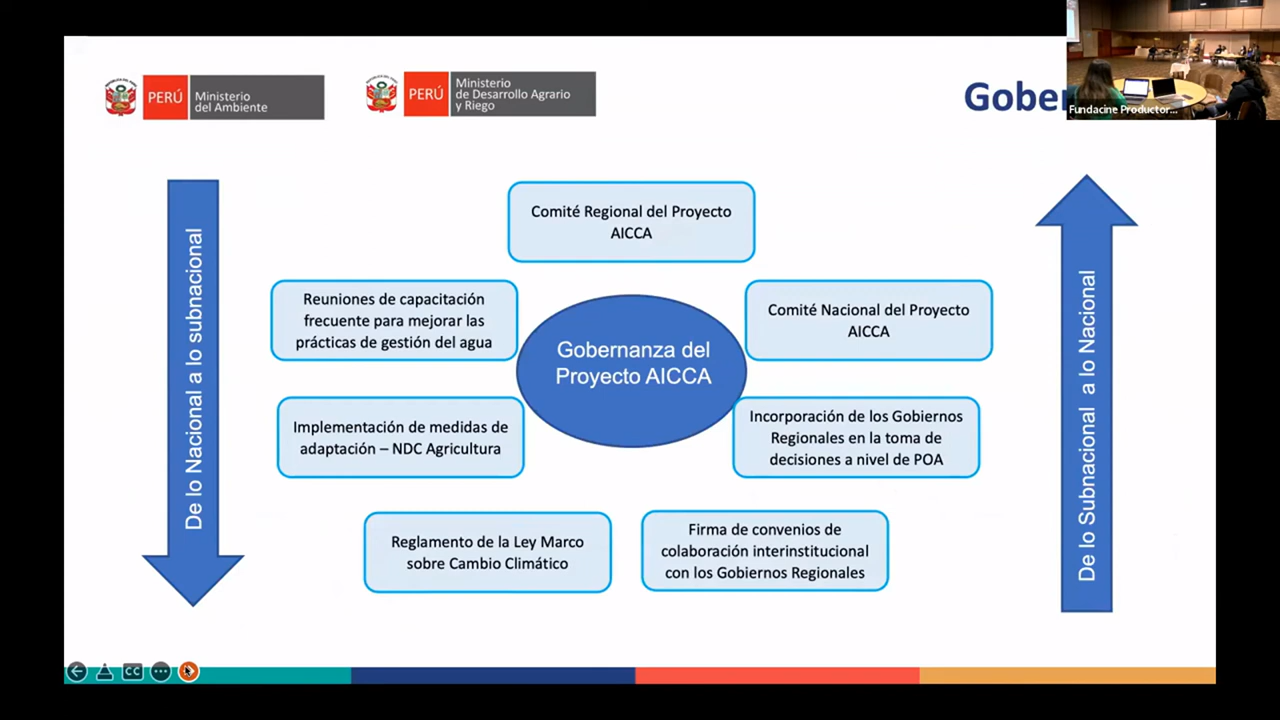 PERÚ
Ministerio
del Ambiente
PERÚ
Ministerio
de Desarrollo Agrario
y Riego
Fundacine Productor...
De lo Nacional a lo subnacional
Comité Regional del Proyecto
AICCA
Reuniones de capacitación
frecuente para mejorar las
prácticas de gestión del agua
Comité Nacional del Proyecto
AICCA
Gobernanza del
Proyecto AICCA
Implementación de medidas de
adaptación – NDC Agricultura
Incorporación de los Gobiernos
Regionales en la toma de
decisiones a nivel de POA
Reglamento de la Ley Marco
sobre Cambio Climático
Firma de convenios de
colaboración interinstitucional
con los Gobiernos Regionales
De lo Subnacional a lo Nacional
CC